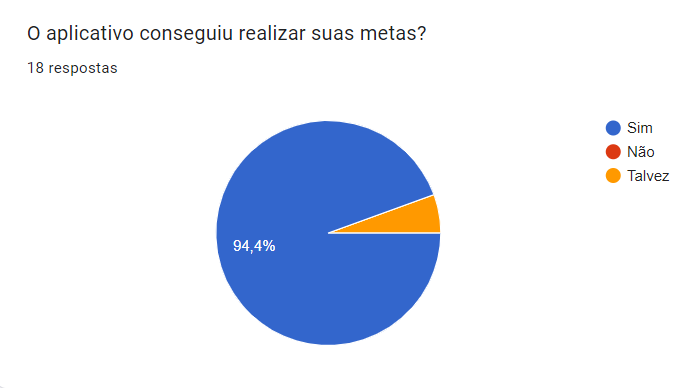 O aplicativo conseguiu realizar suas metas?
18 respostas
Sim
Não
Talvez
94,4%